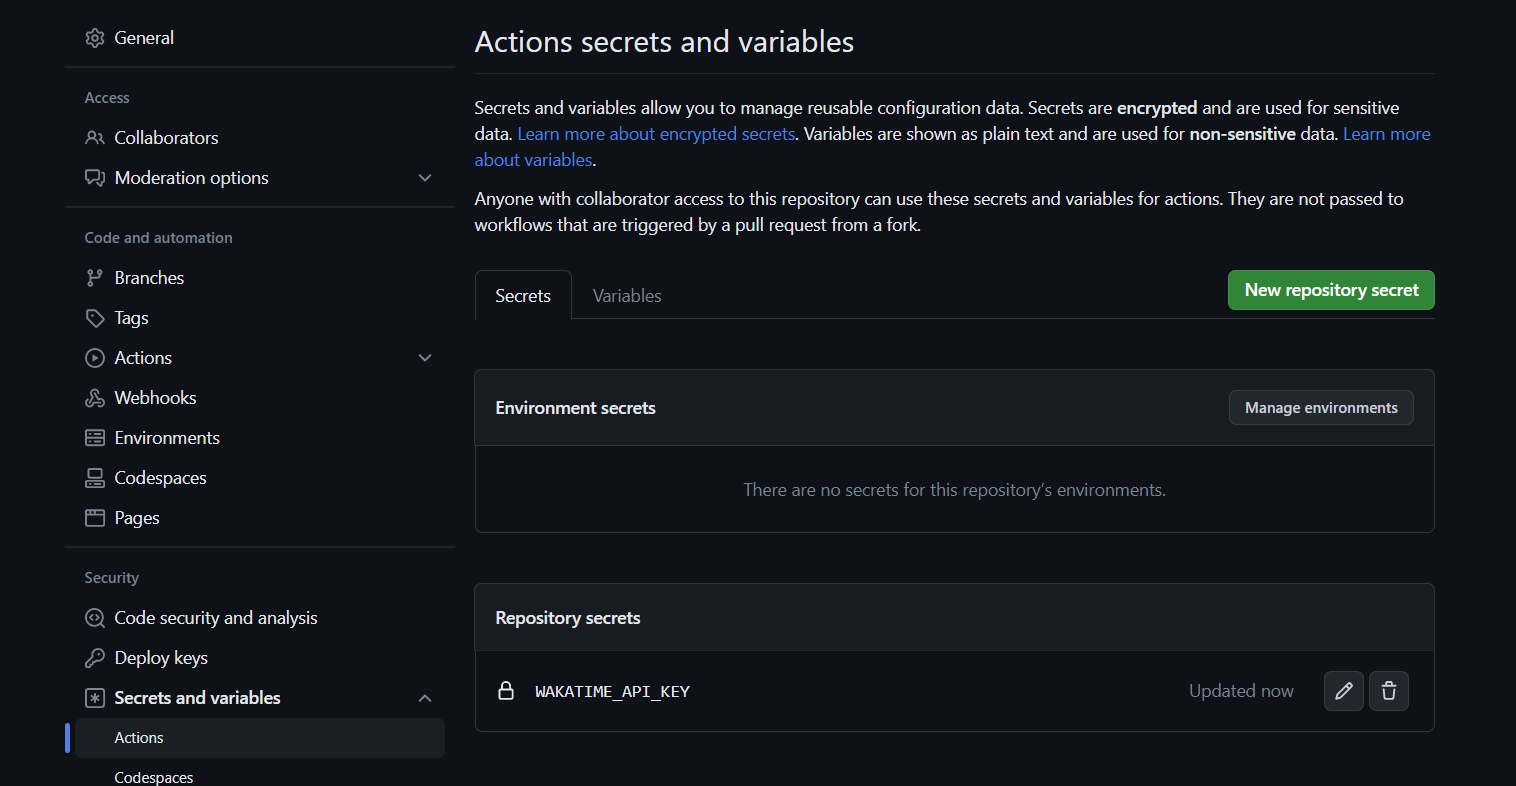 General
Access
Collaborators
Moderation options
Code and automation
Branches
Tags
Actions
Webhooks
Environments
Codespaces
Pages
Security
Code security and analysis
Deploy keys
Secrets and variables
Actions
Codespaces
Actions secrets and variables
Secrets and variables allow you to manage reusable configuration data. Secrets are encrypted and are used for sensitive
data. Learn more about encrypted secrets. Variables are shown as plain text and are used for non-sensitive data. Learn more
about variables.
Anyone with collaborator access to this repository can use these secrets and variables for actions. They are not passed to
workflows that are triggered by a pull request from a fork.
Secrets Variables New repository secret
Environment secrets Manage environments
There are no secrets for this repository’s environments.
Repository secrets
WAKATIME_API_KEY Updated now